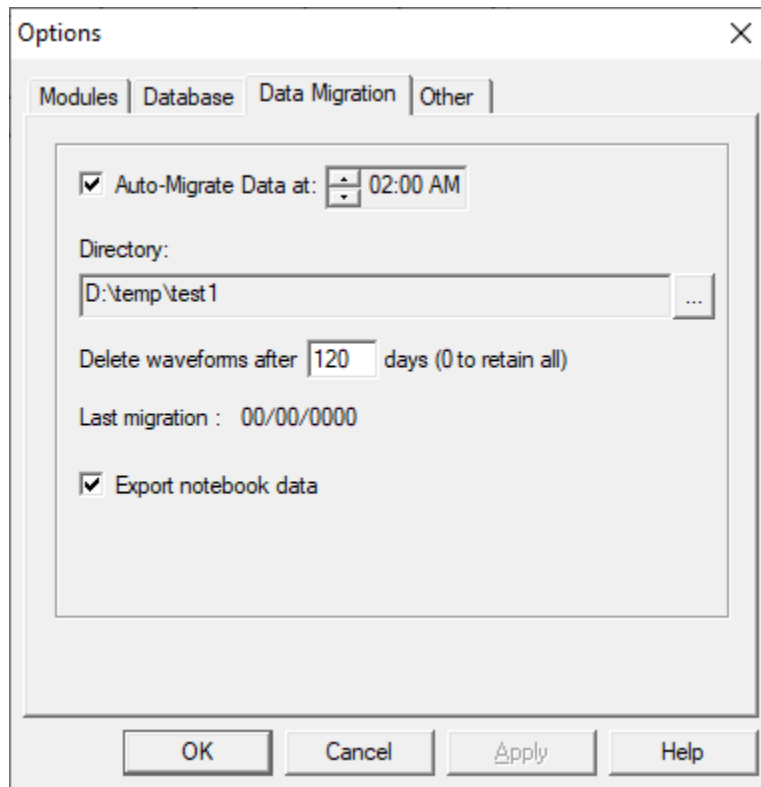 Options
Modules Database Data Migration Other
Auto-Migrate Data at: 02:00 AM
Directory:
D:\temp\test1 ...
Delete waveforms after 120 days (0 to retain all)
Last migration : 00/00/0000
Export notebook data
OK Cancel Apply Help